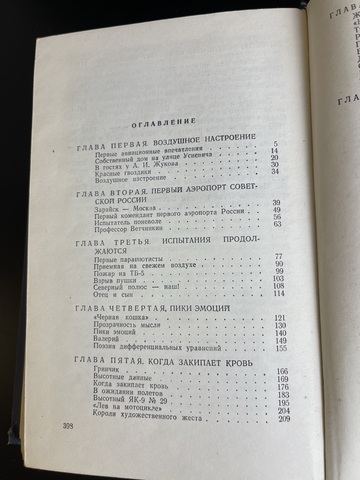 ОГЛАВЛЕНИЕ
ГЛАВА ПЕРВАЯ. ВОЗДУШНОЕ НАСТРОЕНИЕ
Первые авиационные впечатления . . . . 5
Собственный дом на улице Усиевича . . . . 14
В гостях у А. И. Жукова . . . . 20
Красные гвоздики . . . . 30
Воздушное настроение . . . . 34
ГЛАВА ВТОРАЯ. ПЕРВЫЙ АЭРОПОРТ СОВЕТ-
СКОЙ РОССИИ
Зарайск — Москва . . . . 39
Первый комендант первого аэропорта России . . . . 49
Испытатель поневоле . . . . 56
Профессор Ветчинкин . . . . 63
ГЛАВА ТРЕТЬЯ. ИСПЫТАНИЯ ПРОДОЛ-
ЖАЮТСЯ
Первые парашютисты . . . . 77
Приемная на свежем воздухе . . . . 90
Пожар на ТБ-5 . . . . 99
Взрыв пушки . . . . 103
Северный полюс — наш! . . . . 108
Отец и сын . . . . 114
ГЛАВА ЧЕТВЕРТАЯ. ПИКИ ЭМОЦИЙ
«Черная кошка» . . . . 121
Прозрачность мысли . . . . 130
Пики эмоций . . . . 140
Валерий . . . . 149
Поэзия дифференциальных уравнений . . . . 155
ГЛАВА ПЯТАЯ. КОГДА ЗАКИПАЕТ КРОВЬ
Гринчик . . . . 166
Высотные данные . . . . 169
Когда закипает кровь . . . . 176
В ожидании полетов . . . . 183
Высотный ЯК-9 № 29 . . . . 195
«Лев на мотоцикле» . . . . 204
Короли художественного жеста . . . . 209
398